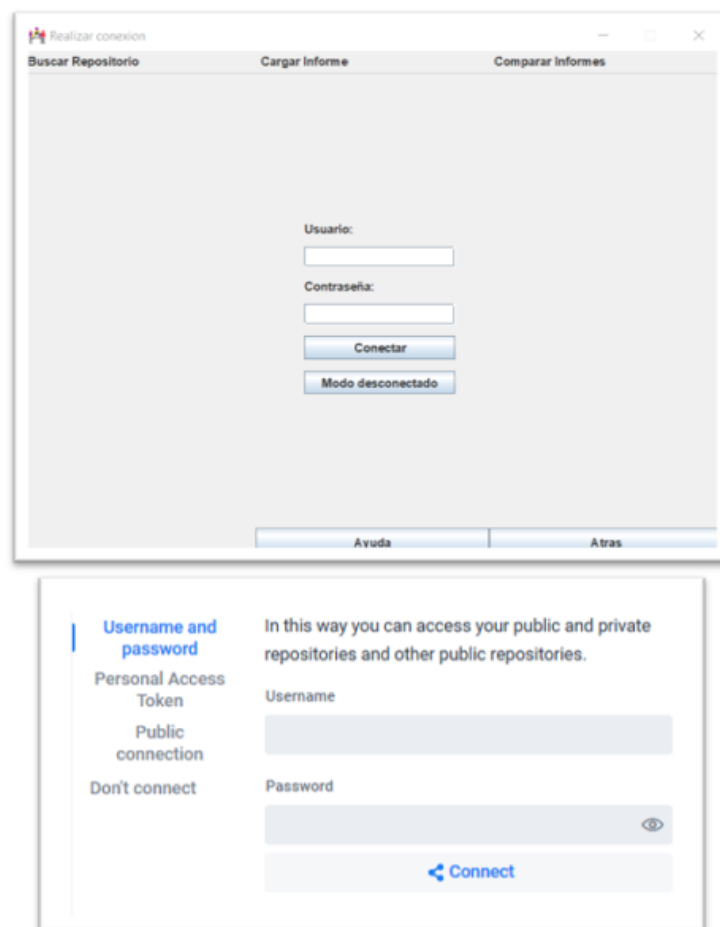 Realizar conexion
Buscar Repositorio Cargar Informe Comparar Informes
Usuario:
Contraseña:
Conectar
Modo desconectado
Ayuda Atras
Username and
password
Personal Access
Token
Public
connection
Don't connect
In this way you can access your public and private
repositories and other public repositories.
Username
Password
Connect